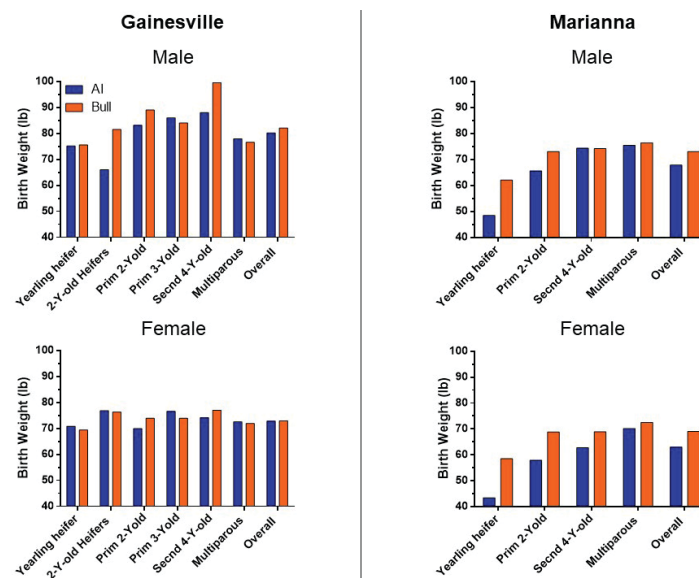 Gainesville
Male
Birth Weight (lb)
100
90
80
70
60
50
40
AI
Bull
Yearling heifer
2-Y-old Heifers
Prim 2-Yold
Prim 3-Yold
Secnd 4-Y-old
Multiparous
Overall
Female
Birth Weight (lb)
100
90
80
70
60
50
40
Yearling heifer
2-Y-old Heifers
Prim 2-Yold
Prim 3-Yold
Secnd 4-Y-old
Multiparous
Overall
Marianna
Male
Birth Weight (lb)
100
90
80
70
60
50
40
Yearling heifer
Prim 2-Yold
Secnd 4-Y-old
Multiparous
Overall
Female
Birth Weight (lb)
100
90
80
70
60
50
40
Yearling heifer
Prim 2-Yold
Secnd 4-Y-old
Multiparous
Overall